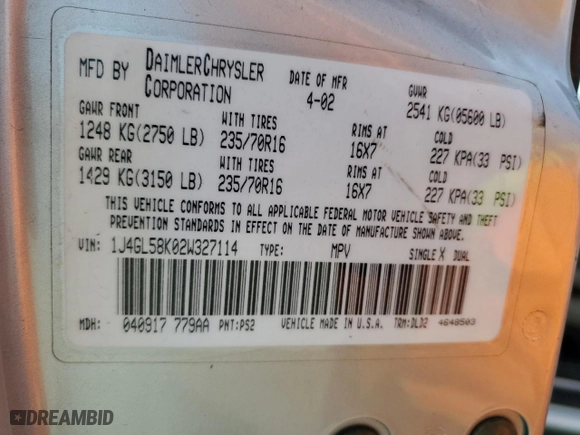 MFD BY DAIMLERCHRYSLER CORPORATION DATE OF MFR 4-02 GVWR 2541 KG(05600 LB)
GAWR FRONT WITH TIRES RIMS AT COLD
1248 KG(2750 LB) 235/70R16 16X7 227 KPA(33 PSI)
GAWR REAR WITH TIRES RIMS AT COLD
1429 KG(3150 LB) 235/70R16 16X7 227 KPA(33 PSI)
THIS VEHICLE CONFORMS TO ALL APPLICABLE FEDERAL MOTOR VEHICLE SAFETY AND THEFT
PREVENTION STANDARDS IN EFFECT ON THE DATE OF MANUFACTURE SHOWN ABOVE.
VIN: 1J4GL58K02W327114 TYPE: MPV SINGLE X DUAL
MDH: 040917 779AA PNT:PS2 VEHICLE MADE IN U.S.A. TRM:DLD2 4648503
DREAMBID